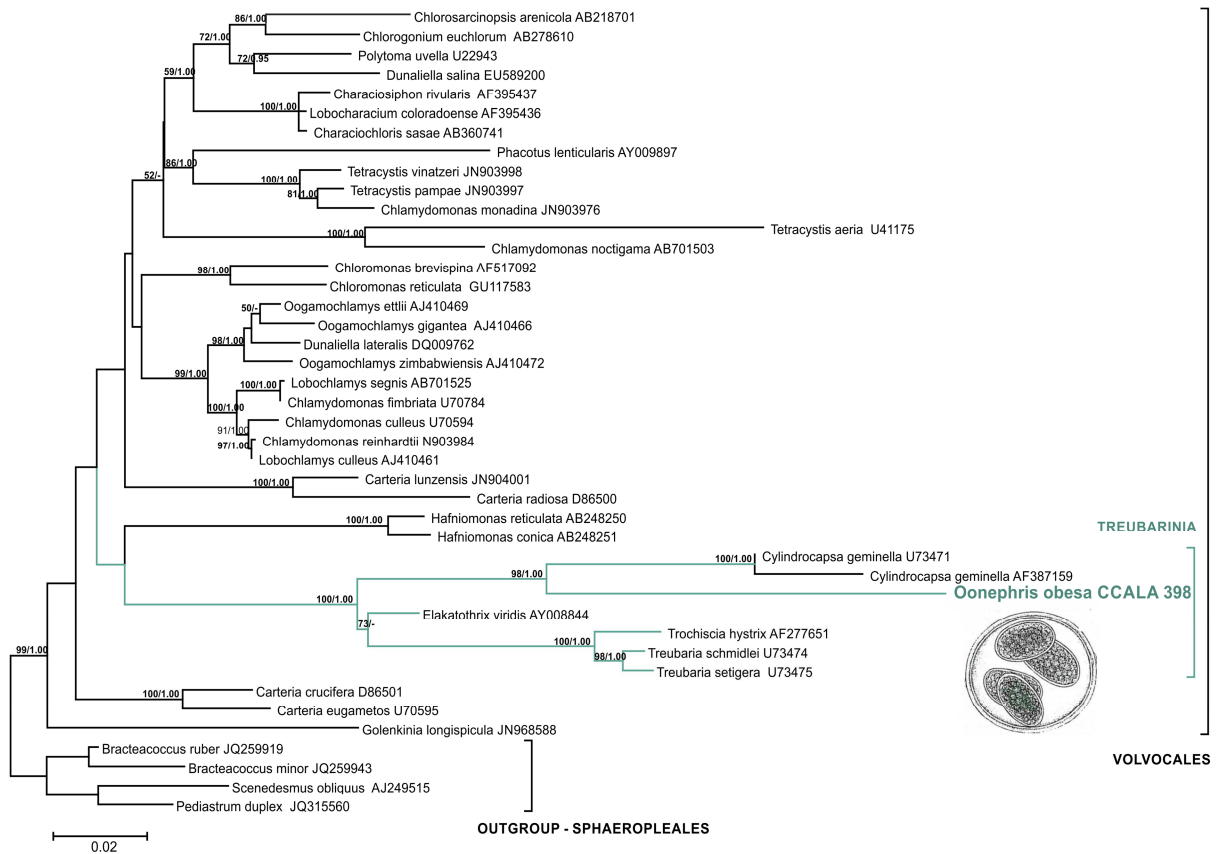 86/1.00
Chlorosarcinopsis arenicola AB218701
72/1.00
Chlorogonium euchlorum AB278610
72/0.95
Polytoma uvella U22943
59/1.00
Dunaliella salina EU589200
Characiosiphon rivularis AF395437
100/1.00
Lobocharacium coloradoense AF395436
Characiochloris sasae AB360741
86/1.00
Phacotus lenticularis AY009897
52/-
100/1.00
Tetracystis vinatzeri JN903998
81/1.00
Tetracystis pampae JN903997
Chlamydomonas monadina JN903976
100/1.00
Tetracystis aeria U41175
Chlamydomonas noctigama AB701503
98/1.00
Chloromonas brevispina AF517092
Chloromonas reticulata GU117583
50/-
Oogamochlamys ettlii AJ410469
Oogamochlamys gigantea AJ410466
98/1.00
Dunaliella lateralis DQ009762
Oogamochlamys zimbabwiensis AJ410472
99/1.00
100/1.00
Lobochlamys segnis AB701525
100/1.00
Chlamydomonas fimbriata U70784
91/1.00
Chlamydomonas culleus U70594
97/1.00
Chlamydomonas reinhardtii N903984
Lobochlamys culleus AJ410461
100/1.00
Carteria lunzensis JN904001
Carteria radiosa D86500
100/1.00
Hafniomonas reticulata AB248250
TREUBARINIA
Hafniomonas conica AB248251
100/1.00
Cylindrocapsa geminella U73471
98/1.00
Cylindrocapsa geminella AF387159
Oonephris obesa CCALA 398
100/1.00
73/-
Elakatothrix viridis AY008844
100/1.00
Trochiscia hystrix AF277651
98/1.00
Treubaria schmidlei U73474
Treubaria setigera U73475
99/1.00
100/1.00
Carteria crucifera D86501
Carteria eugametos U70595
Golenkinia longispicula JN968588
Bracteacoccus ruber JQ259919
VOLVOCALES
Bracteacoccus minor JQ259943
Scenedesmus obliquus AJ249515
Pediastrum duplex JQ315560
OUTGROUP - SPHAEROPLEALES
0.02